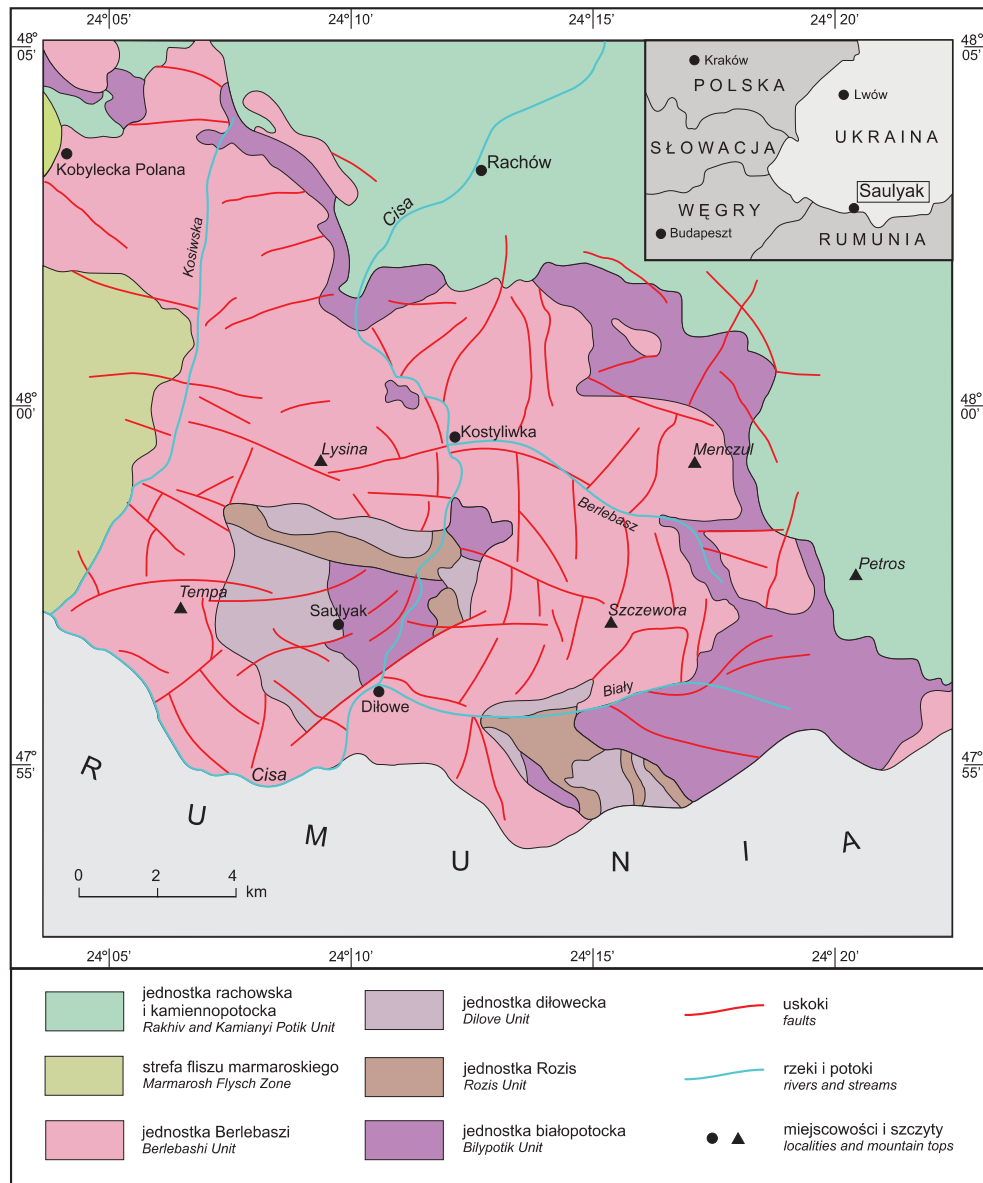 24° 05'
24° 10'
24° 15'
24° 20'
48° 05'
48° 05'
Kraków
POLSKA
Lwów
UKRAINA
SŁOWACJA
Saulyak
WĘGRY
Budapeszt
RUMUNIA
Kobylecka Polana
Rachów
Cisa
Kosiwska
48° 00'
48° 00'
Kostyliwka
Lysina
Menczul
Berlebasz
Petros
Tempa
Saulyak
Szczewora
Diłowe
Biały
47° 55'
47° 55'
Cisa
RUMUNIA
0 2 4 km
24° 05'
24° 10'
24° 15'
24° 20'
jednostka rachowska
i kamiennopotocka
Rakhiv and Kamianyi Potik Unit
strefa fliszu marmaroskiego
Marmarosh Flysch Zone
jednostka Berlebaszi
Berlebashi Unit
jednostka diłowecka
Dilove Unit
jednostka Rozis
Rozis Unit
jednostka białopotocka
Bilypotik Unit
uskoki
faults
rzeki i potoki
rivers and streams
miejscowości i szczyty
localities and mountain tops